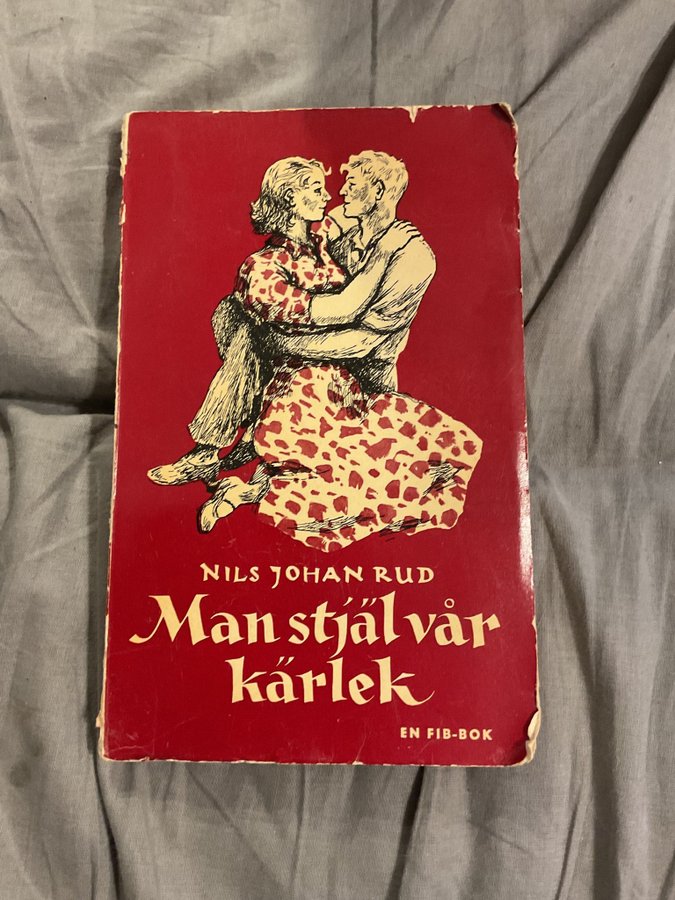 NILS JOHAN RUD
Man stjäl vår
kärlek
EN FIB-BOK